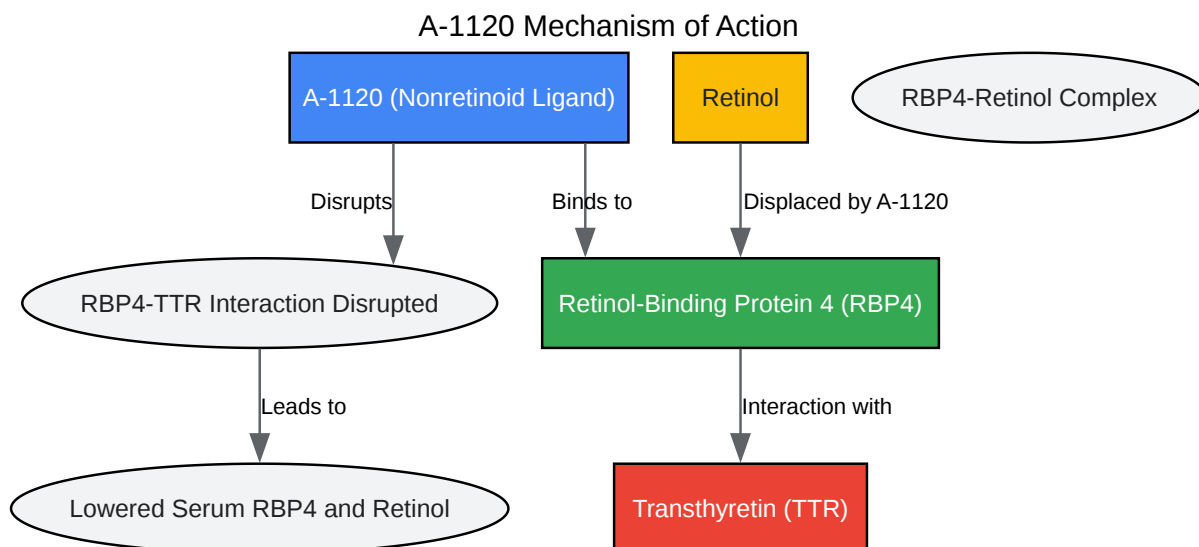 A-1120 Mechanism of Action
A-1120 (Nonretinoid Ligand)
Retinol
RBP4-Retinol Complex
Disrupts
Binds to
Displaced by A-1120
RBP4-TTR Interaction Disrupted
Retinol-Binding Protein 4 (RBP4)
Leads to
Interaction with
Lowered Serum RBP4 and Retinol
Transthyretin (TTR)